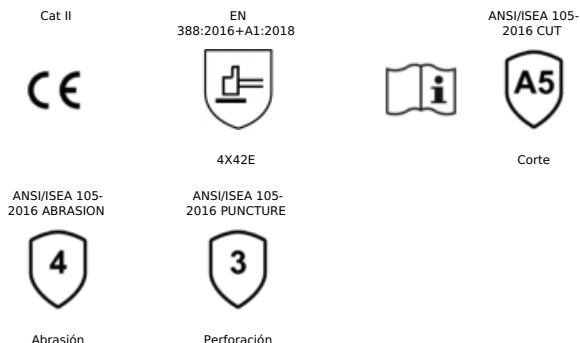 Cat II
CE
EN
388:2016+A1:2018
4X42E
i
ANSI/ISEA 105-
2016 CUT
A5
Corte
ANSI/ISEA 105-
2016 ABRASION
4
Abrasión
ANSI/ISEA 105-
2016 PUNCTURE
3
Perforación